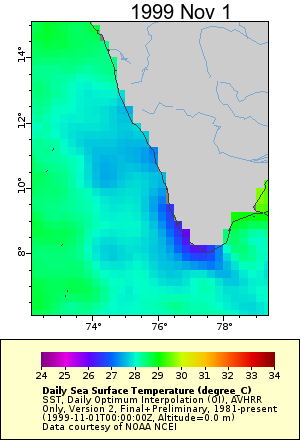 1999 Nov 1
14°
12°
10°
8°
74°
76°
78°
24 25 26 27 28 29 30 31 32 33 34
Daily Sea Surface Temperature (degree_C)
SST, Daily Optimum Interpolation (OI), AVHRR
Only, Version 2, Final+Preliminary, 1981-present
(1999-11-01T00:00:00Z, Altitude=0.0 m)
Data courtesy of NOAA NCEI